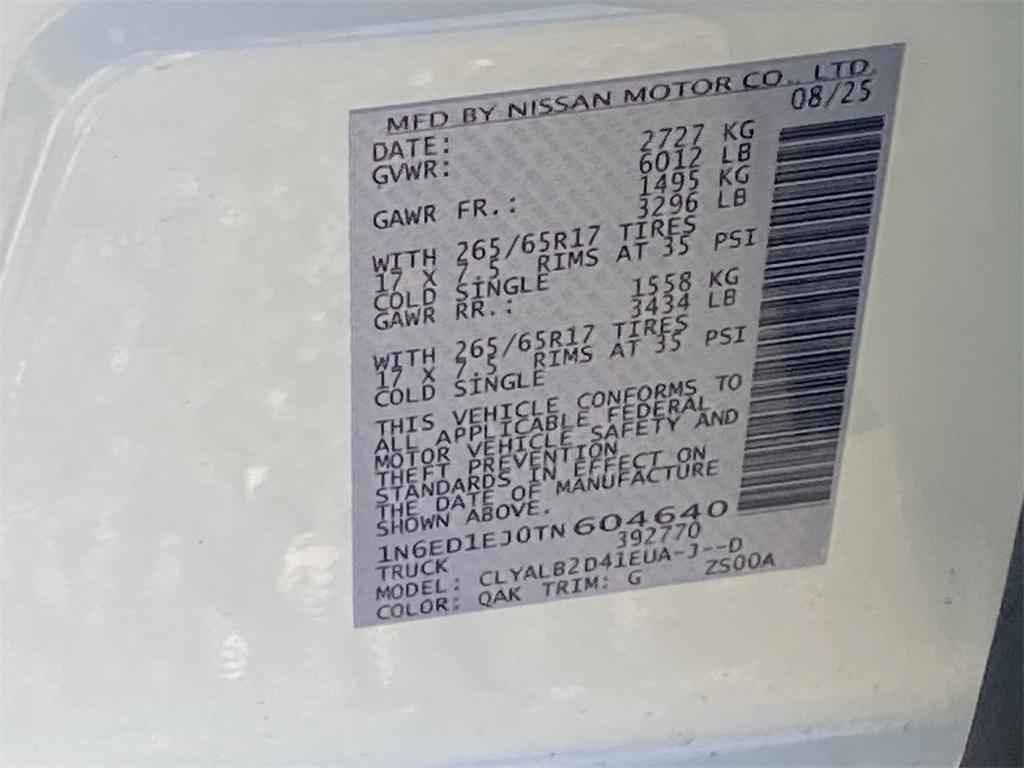 MFD BY NISSAN MOTOR CO., LTD.
DATE: 08/25
GVWR: 2727 KG
6012 LB
GAWR FR.: 1495 KG
3296 LB
WITH 265/65R17 TIRES
17 X 7.5 RIMS AT 35 PSI
COLD SINGLE
GAWR RR.: 1558 KG
3434 LB
WITH 265/65R17 TIRES
17 X 7.5 RIMS AT 35 PSI
COLD SINGLE
THIS VEHICLE CONFORMS TO
ALL APPLICABLE FEDERAL
MOTOR VEHICLE SAFETY AND
THEFT PREVENTION
STANDARDS IN EFFECT ON
THE DATE OF MANUFACTURE
SHOWN ABOVE.
1N6ED1EJ0TN604640
TRUCK 392770
MODEL: CLYALB2D41EUA-J--D
COLOR: QAK TRIM: G ZS00A